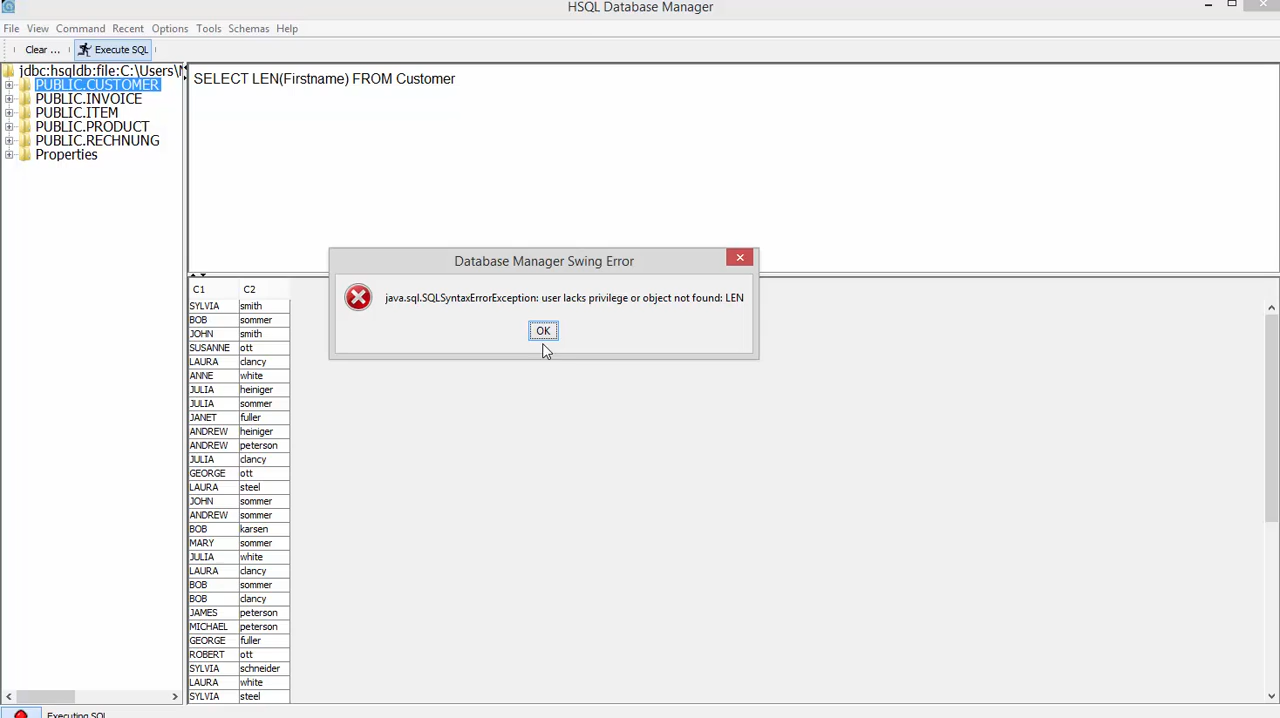 HSQL Database Manager
File View Command Recent Options Tools Schemas Help
Clear ... Execute SQL
jdbc:hsqldb:file:C:\Users\
PUBLIC.CUSTOMER
PUBLIC.INVOICE
PUBLIC.ITEM
PUBLIC.PRODUCT
PUBLIC.RECHNUNG
Properties
SELECT LEN(Firstname) FROM Customer
Database Manager Swing Error
java.sql.SQLSyntaxErrorException: user lacks privilege or object not found: LEN
OK
C1 C2
SYLVIA smith
BOB sommer
JOHN smith
SUSANNE ott
LAURA clancy
ANNE white
JULIA heiniger
JULIA sommer
JANET fuller
ANDREW heiniger
ANDREW peterson
JULIA clancy
GEORGE ott
LAURA steel
JOHN sommer
ANDREW sommer
BOB karsen
MARY sommer
JULIA white
LAURA clancy
BOB sommer
BOB clancy
JAMES peterson
MICHAEL peterson
GEORGE fuller
ROBERT ott
SYLVIA schneider
LAURA white
SYLVIA steel
Executing SQL